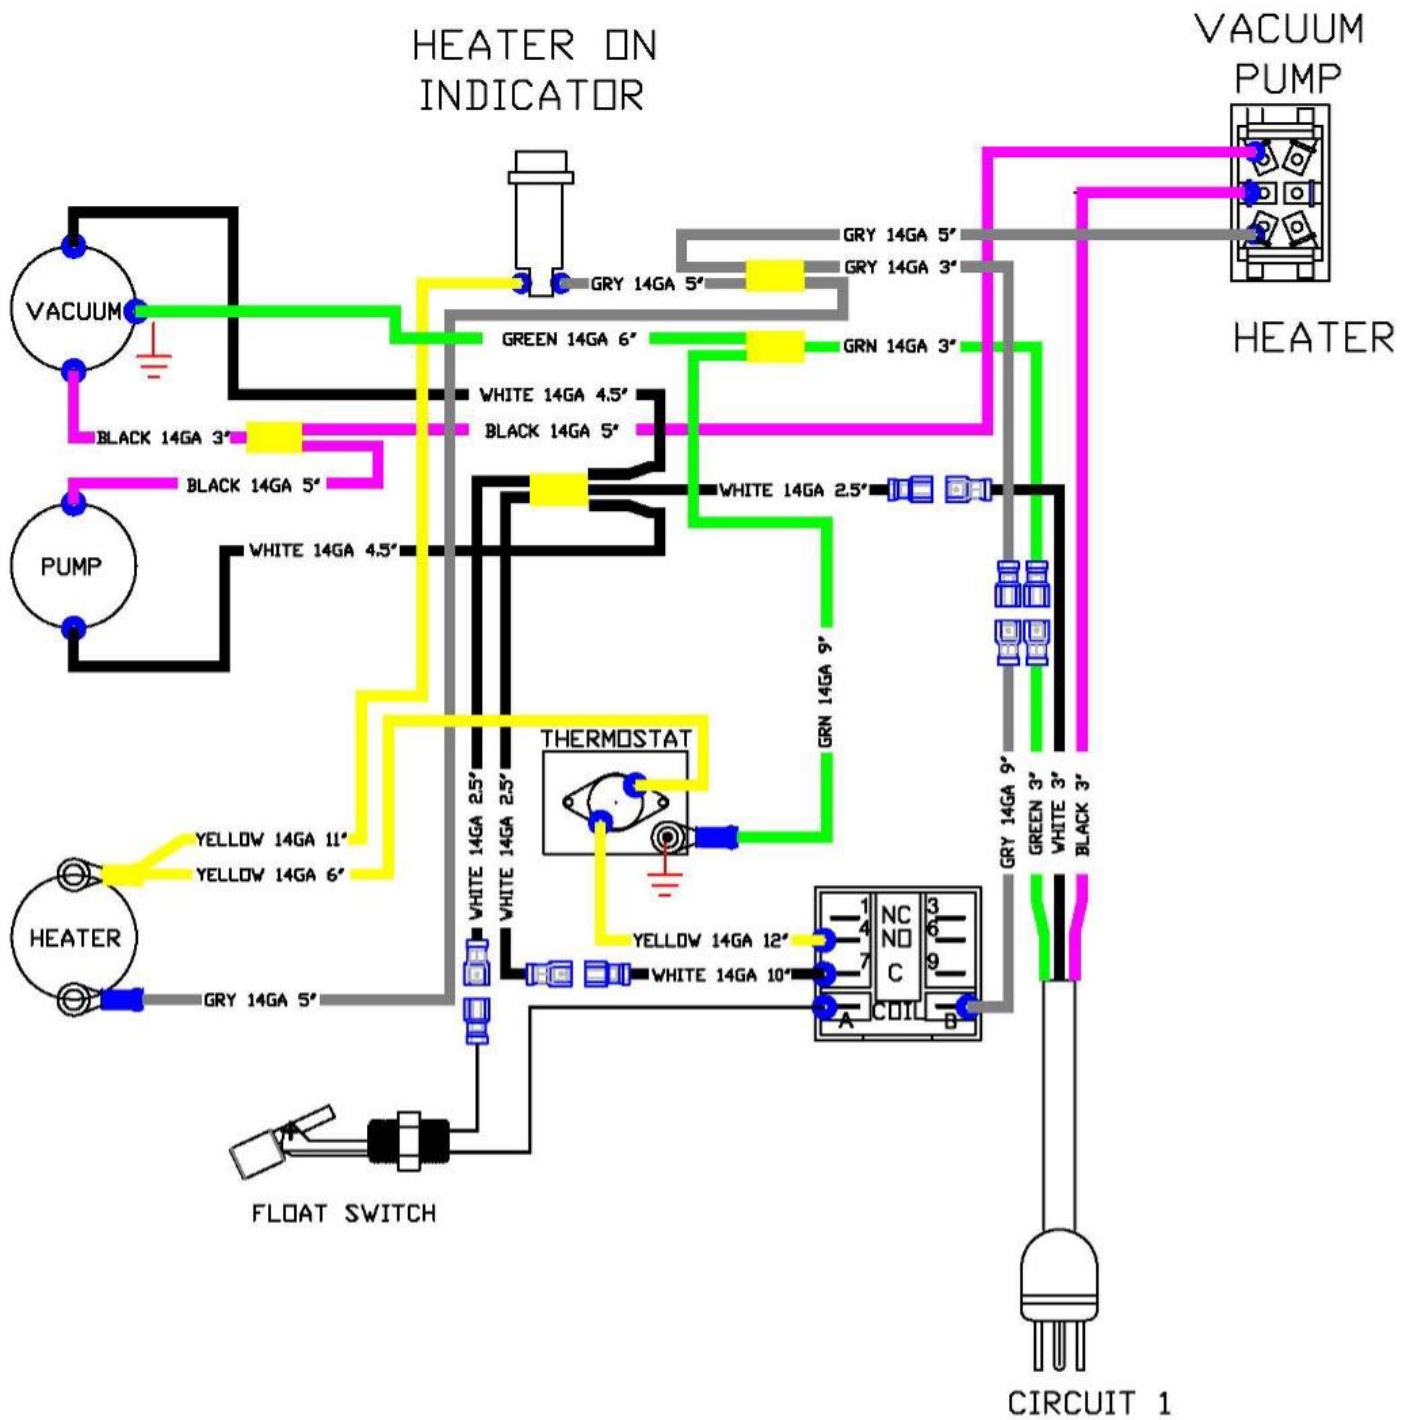 HEATER ON
INDICATOR
VACUUM
PUMP
HEATER
VACUUM
GRY 14GA 5"
GRY 14GA 3"
GRY 14GA 5"
GREEN 14GA 6"
GRN 14GA 3"
WHITE 14GA 4.5"
BLACK 14GA 3"
BLACK 14GA 5"
BLACK 14GA 5"
WHITE 14GA 2.5"
PUMP
WHITE 14GA 4.5"
GRN 14GA 9"
THERMOSTAT
WHITE 14GA 2.5"
WHITE 14GA 2.5"
GRY 14GA 9"
GREEN 3"
WHITE 3"
BLACK 3"
YELLOW 14GA 11"
YELLOW 14GA 6"
HEATER
GRY 14GA 5"
YELLOW 14GA 12"
WHITE 14GA 10"
1 NC 3
4 NO 6
7 C 9
A COIL B
FLOAT SWITCH
CIRCUIT 1